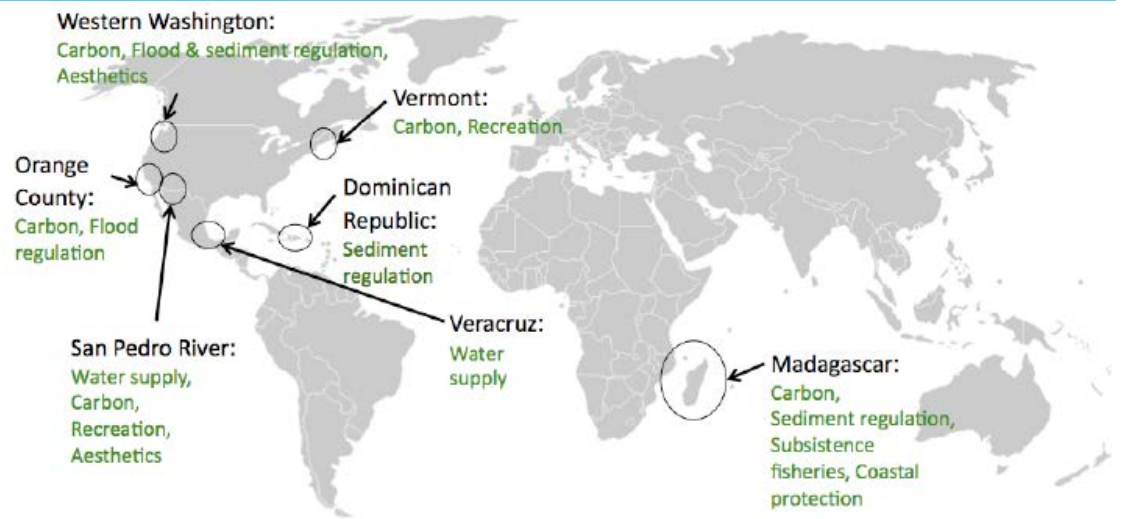 Western Washington:
Carbon, Flood & sediment regulation,
Aesthetics
Vermont:
Carbon, Recreation
Orange
County:
Carbon, Flood
regulation
Dominican
Republic:
Sediment
regulation
San Pedro River:
Water supply,
Carbon,
Recreation,
Aesthetics
Veracruz:
Water
supply
Madagascar:
Carbon,
Sediment regulation,
Subsistence
fisheries, Coastal
protection